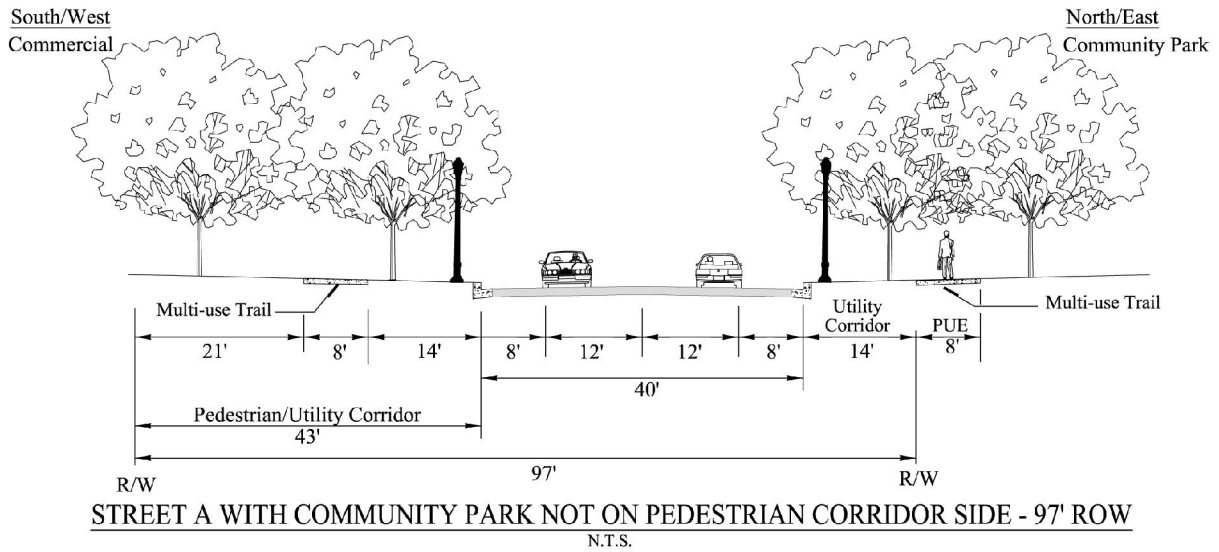 South/West
Commercial
North/East
Community Park
Multi-use Trail
Utility
Corridor
PUE
Multi-use Trail
21'
8'
14'
8'
12'
12'
8'
14'
8'
40'
Pedestrian/Utility Corridor
43'
97'
R/W
R/W
STREET A WITH COMMUNITY PARK NOT ON PEDESTRIAN CORRIDOR SIDE - 97' ROW
N.T.S.